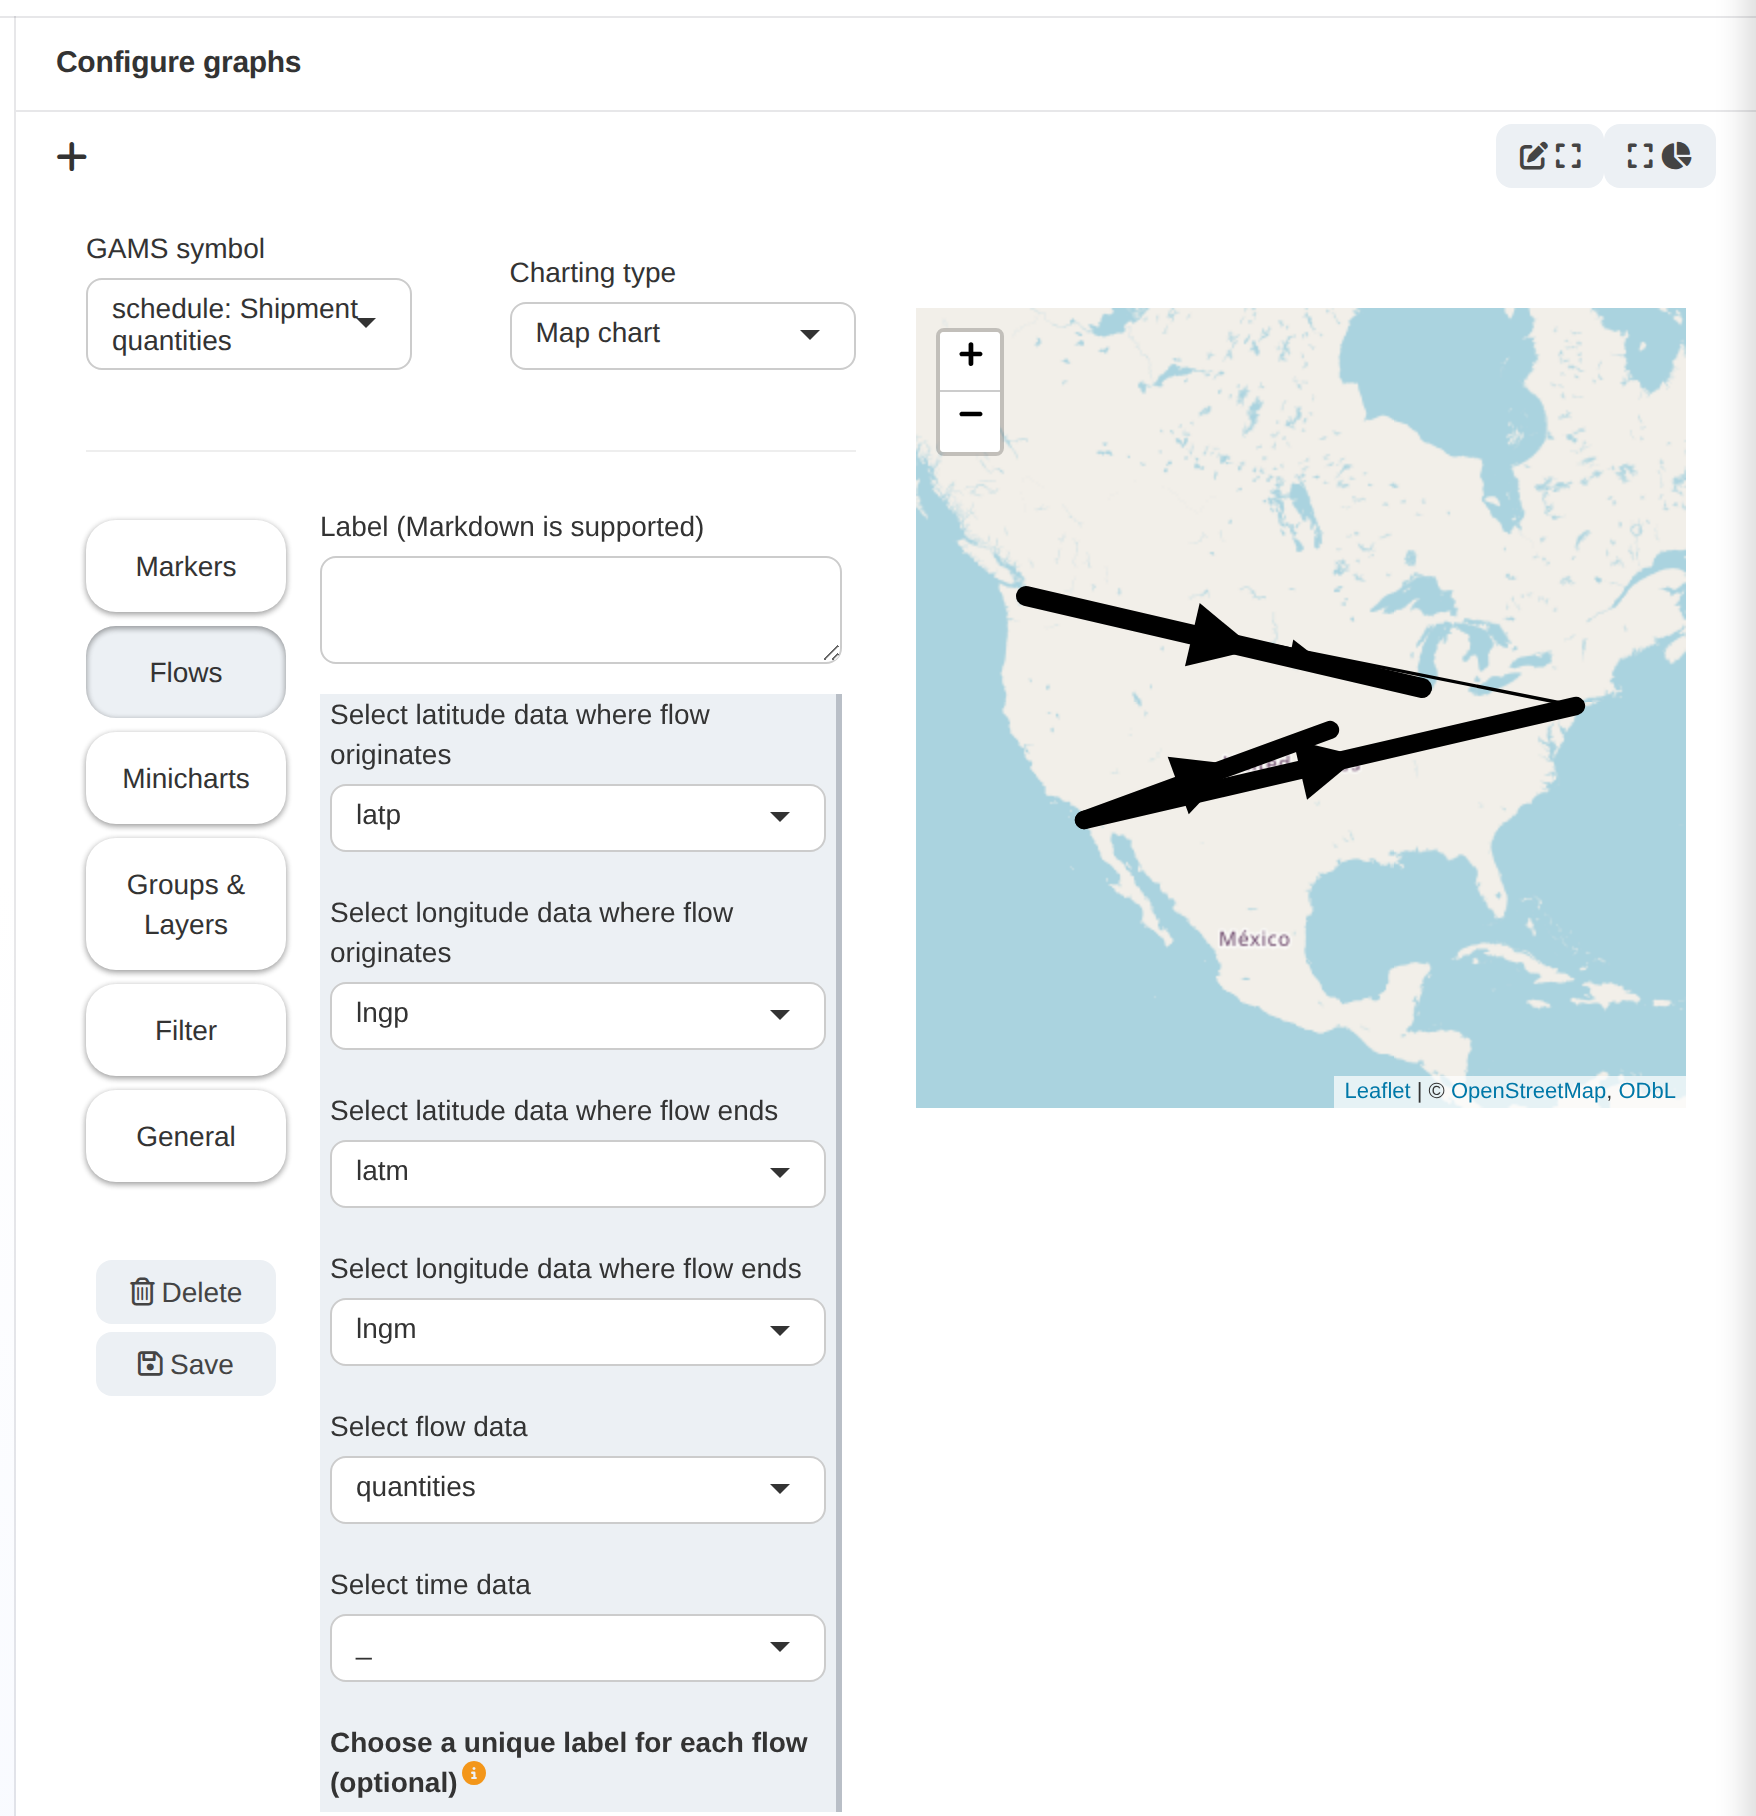 Configure graphs
GAMS symbol
schedule: Shipment
quantities
Charting type
Map chart
Markers
Flows
Minicharts
Groups &
Layers
Filter
General
Delete
Save
Label (Markdown is supported)
Select latitude data where flow
originates
latp
Select longitude data where flow
originates
lngp
Select latitude data where flow ends
latm
Select longitude data where flow ends
lngm
Select flow data
quantities
Select time data
_
Choose a unique label for each flow
(optional)
+
−
México
Leaflet | © OpenStreetMap, ODbL